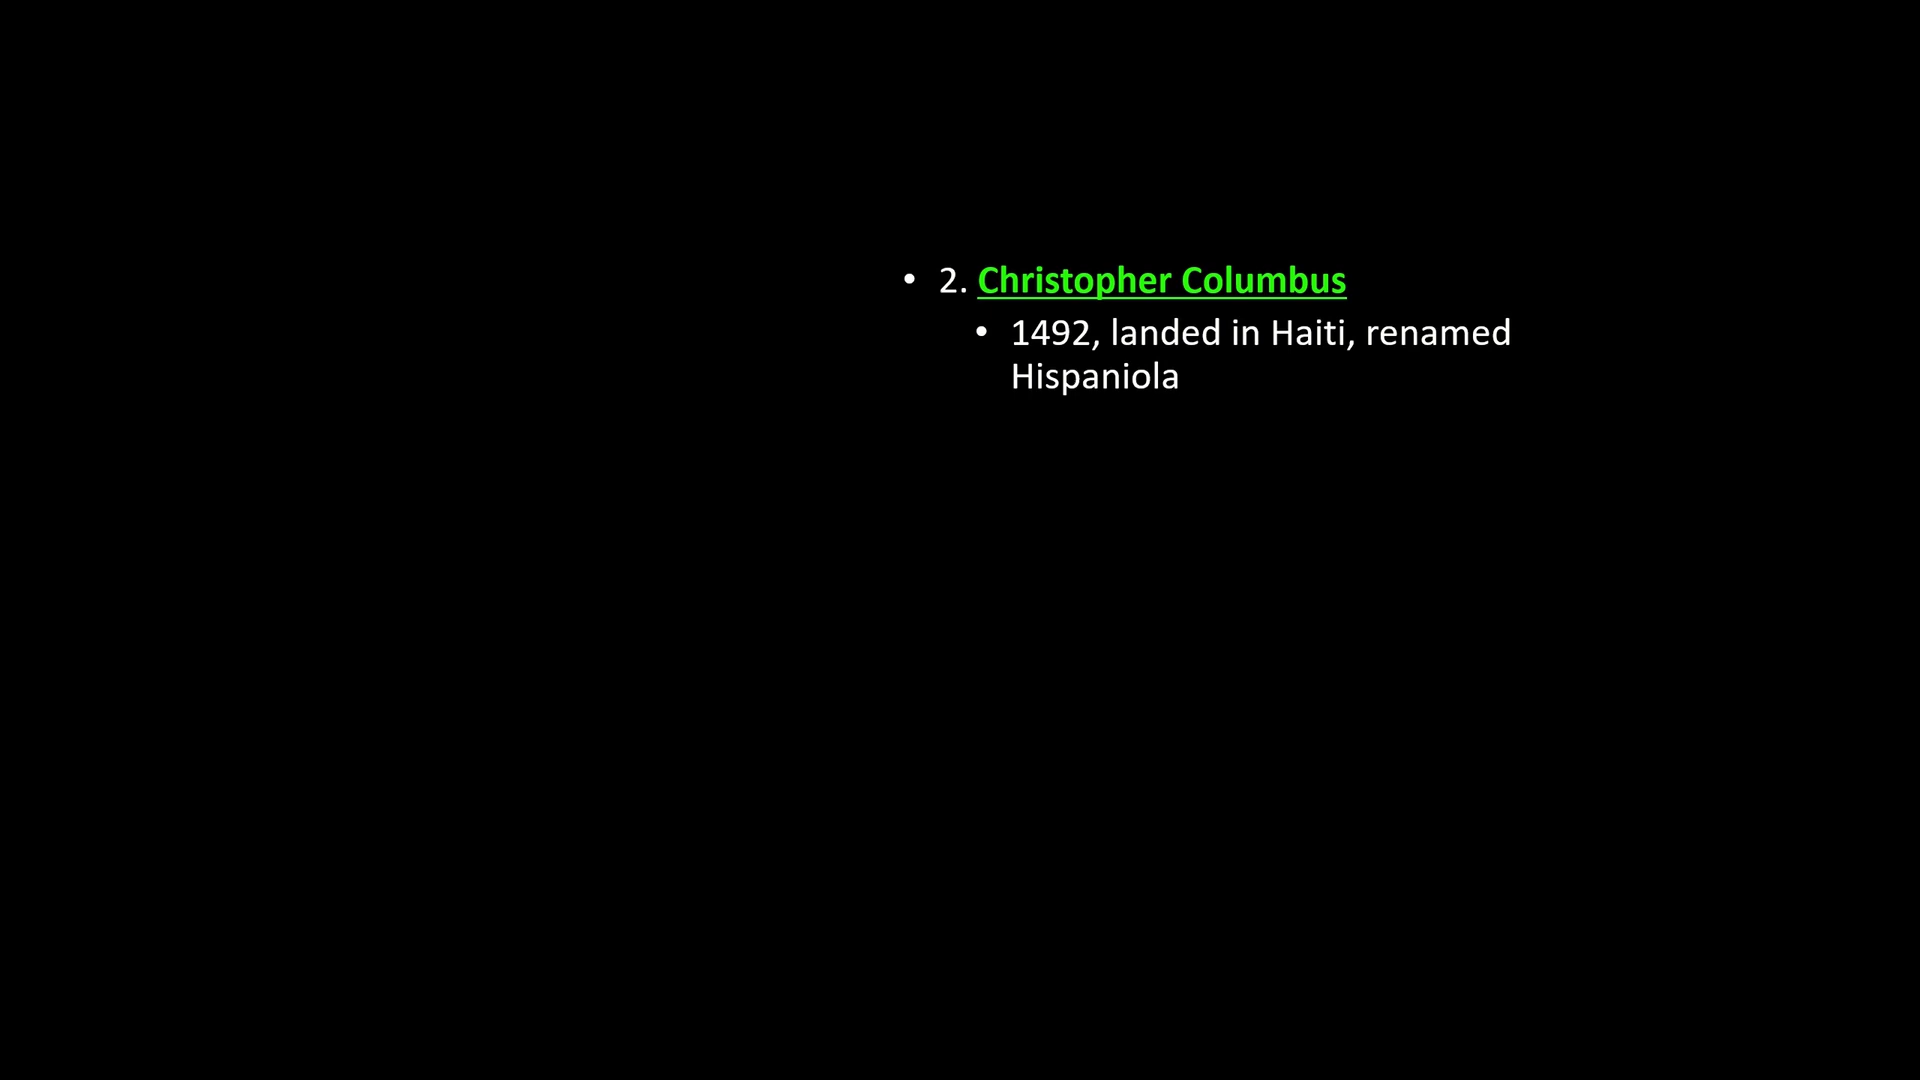 • 2. Christopher Columbus
• 1492, landed in Haiti, renamed
Hispaniola